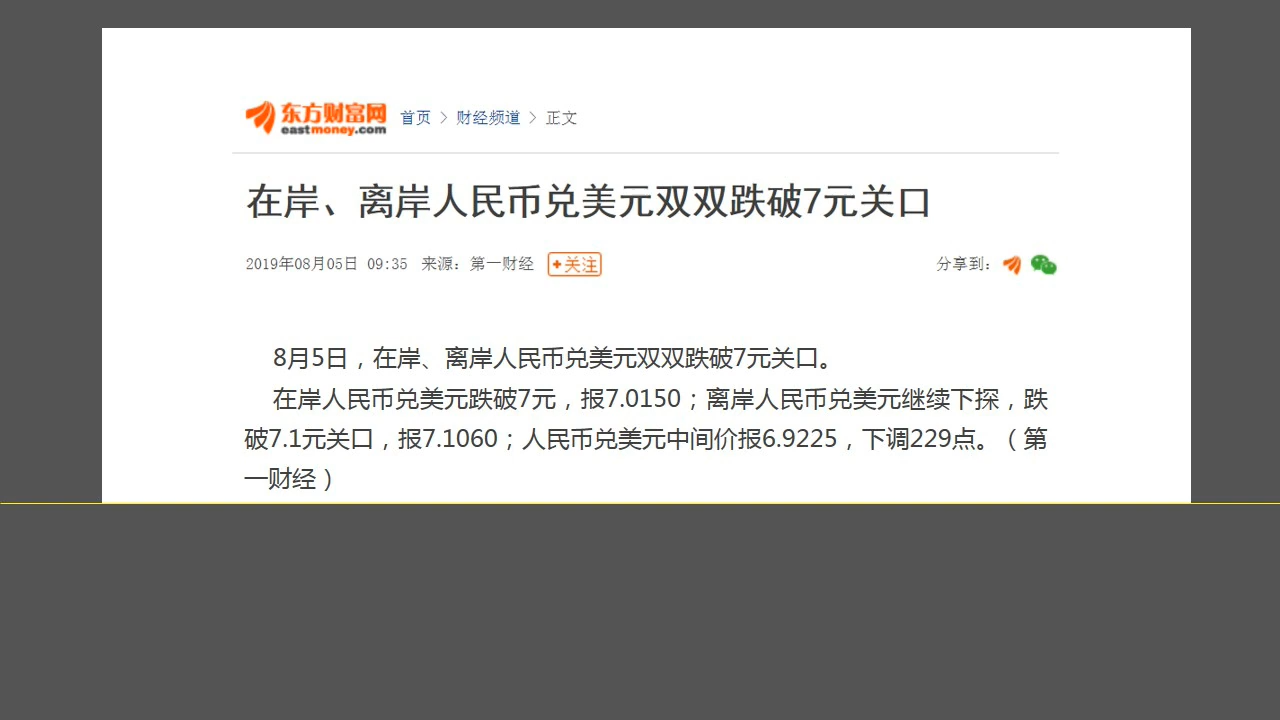 东方财富网 首页 > 财经频道 > 正文
eastmoney.com
在岸、离岸人民币兑美元双双跌破7元关口
2019年08月05日 09:35 来源：第一财经 +关注 分享到：
8月5日，在岸、离岸人民币兑美元双双跌破7元关口。
在岸人民币兑美元跌破7元，报7.0150；离岸人民币兑美元继续下探，跌
破7.1元关口，报7.1060；人民币兑美元中间价报6.9225，下调229点。（第
一财经）